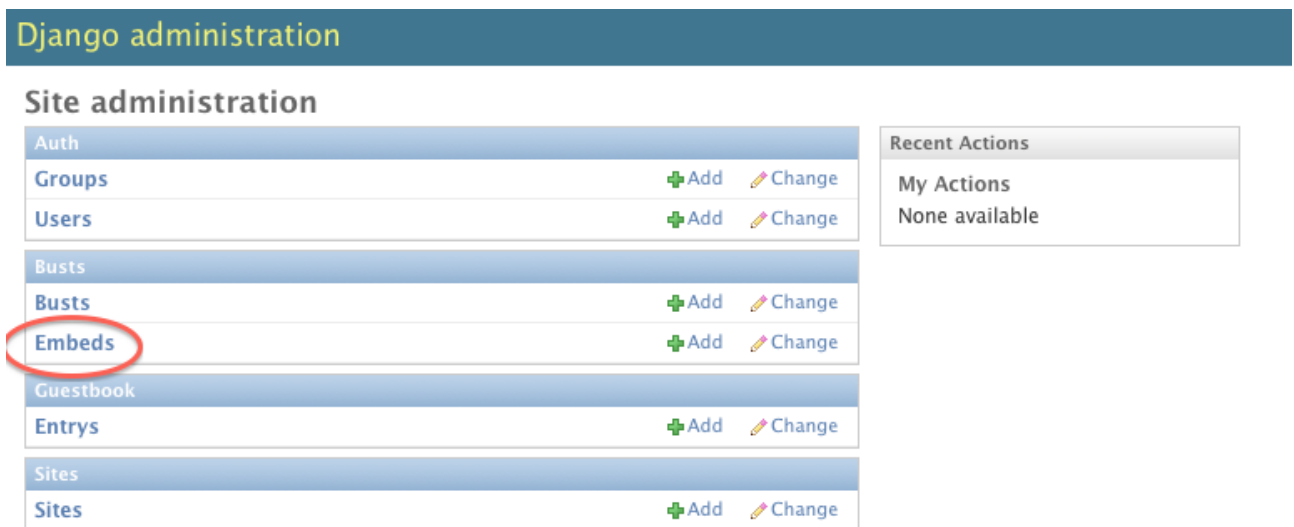 Django administration
Site administration
Auth
Groups Add Change
Users Add Change
Busts
Busts Add Change
Embeds Add Change
Guestbook
Entrys Add Change
Sites
Sites Add Change
Recent Actions
My Actions
None available